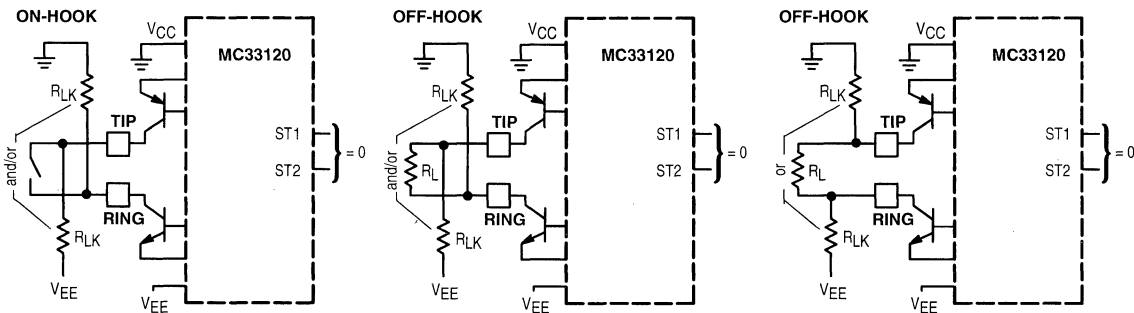 ON-HOOK
VCC
MC33120
RLK
TIP
and/or
RING
RLK
VEE
VEE
ST1
ST2
= 0
OFF-HOOK
VCC
MC33120
RLK
TIP
and/or
RL
RING
RLK
VEE
VEE
ST1
ST2
= 0
OFF-HOOK
VCC
MC33120
RLK
TIP
or
RL
RING
RLK
VEE
VEE
ST1
ST2
= 0